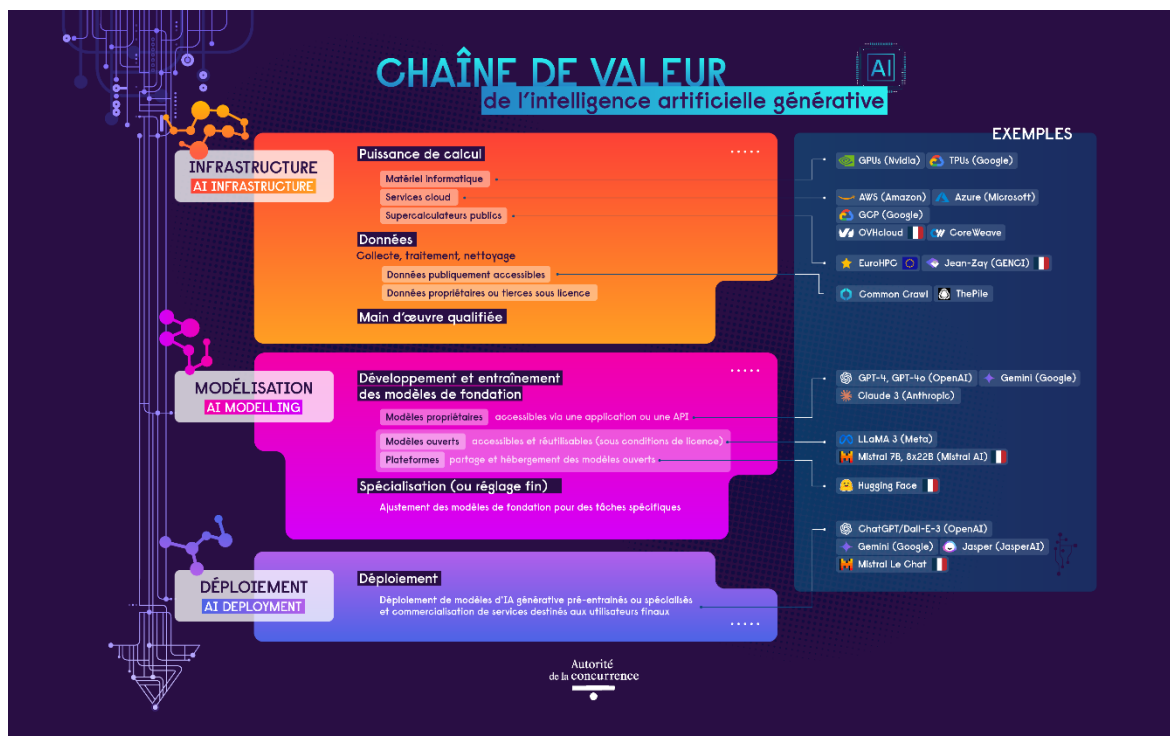 CHAÎNE DE VALEUR
AI
de l'intelligence artificielle générative
EXEMPLES
INFRASTRUCTURE
AI INFRASTRUCTURE
Puissance de calcul
Matériel informatique
Services cloud
Supercalculateurs publics
Données
Collecte, traitement, nettoyage
Données publiquement accessibles
Données propriétaires ou tierces sous licence
Main d'œuvre qualifiée
GPUs (Nvidia) TPUs (Google)
AWS (Amazon) Azure (Microsoft)
GCP (Google)
OVHcloud CoreWeave
EuroHPC Jean-Zay (GENCI)
Common Crawl ThePile
MODÉLISATION
AI MODELLING
Développement et entraînement
des modèles de fondation
Modèles propriétaires accessibles via une application ou une API
Modèles ouverts accessibles et réutilisables (sous conditions de licence)
Plateformes partage et hébergement des modèles ouverts
Spécialisation (ou réglage fin)
Ajustement des modèles de fondation pour des tâches spécifiques
GPT-4, GPT-4o (OpenAI) Gemini (Google)
Claude 3 (Anthropic)
LLaMA 3 (Meta)
Mistral 7B, 8x22B (Mistral AI)
Hugging Face
DÉPLOIEMENT
AI DEPLOYMENT
Déploiement
Déploiement de modèles d'IA générative pré-entrainés ou spécialisés
et commercialisation de services destinés aux utilisateurs finaux
ChatGPT/Dall-E-3 (OpenAI)
Gemini (Google) Jasper (JasperAI)
Mistral Le Chat
Autorité
de la concurrence